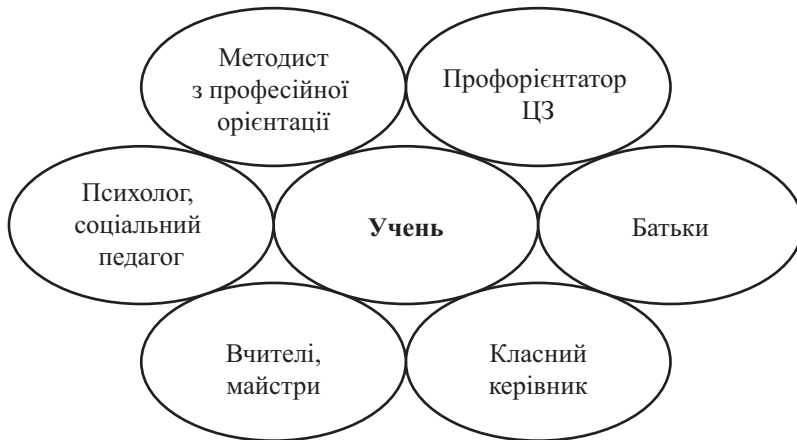 Методист
з професійної
орієнтації
Профорієнтатор
ЦЗ
Психолог,
соціальний
педагог
Учень
Батьки
Вчителі,
майстри
Класний
керівник